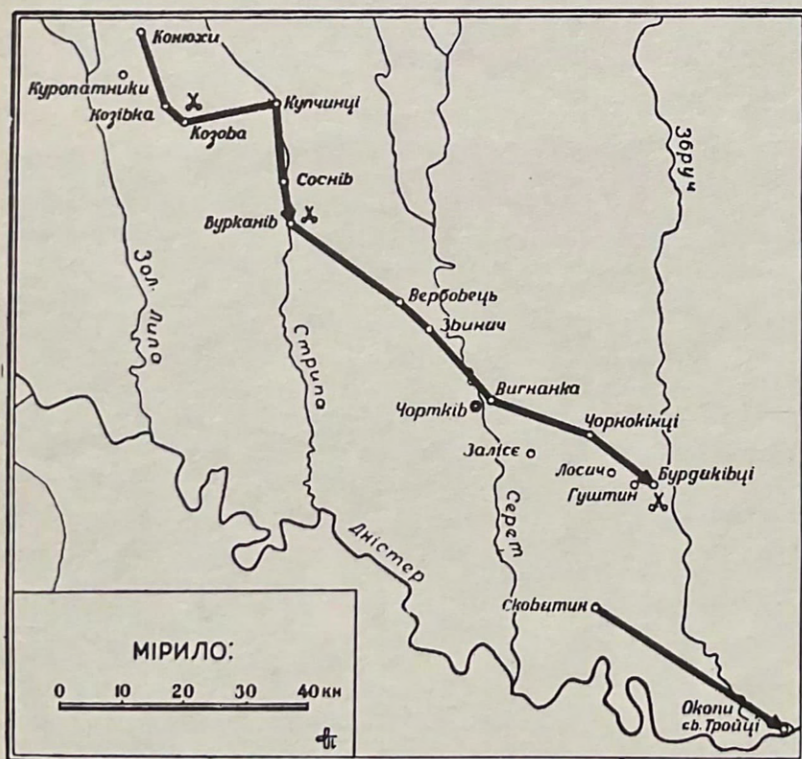 Конюхи
Куропатники
Козівка
Козова
Купчинці
Соснів
Вурканів
Збруч
Зол. Липа
Стрипа
Вербовець
Звинич
Вигнанка
Чортків
Чорнокінці
Залісє
Лосич
Бурдиківці
Гуштин
Серет
Дністер
Сковитин
Окопи
св. Тройці
МІРИЛО:
0 10 20 30 40 км